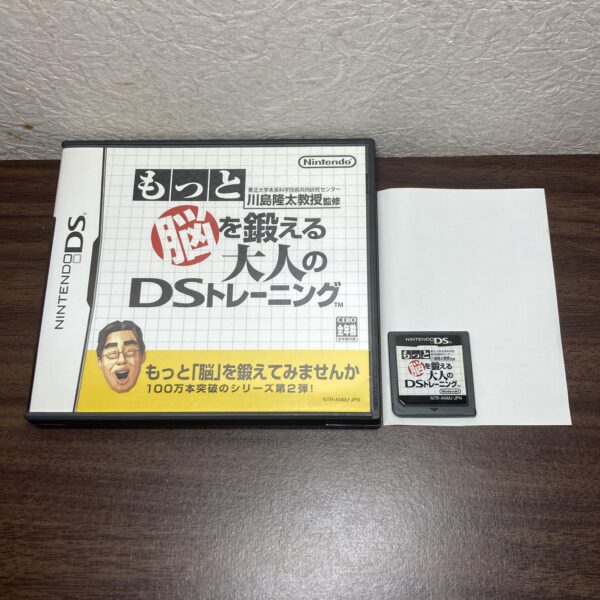 NINTENDO DS
Nintendo
もっと
東北大学未来科学技術共同研究センター
川島隆太教授監修
脳を鍛える
大人の
DSトレーニング™
全年齢
もっと「脳」を鍛えてみませんか
100万本突破のシリーズ第2弾!
NTR-ANMJ-JPN
NINTENDO DS
もっと
脳を鍛える
大人の
DSトレーニング
Nintendo
NTR-ANMJ-JPN